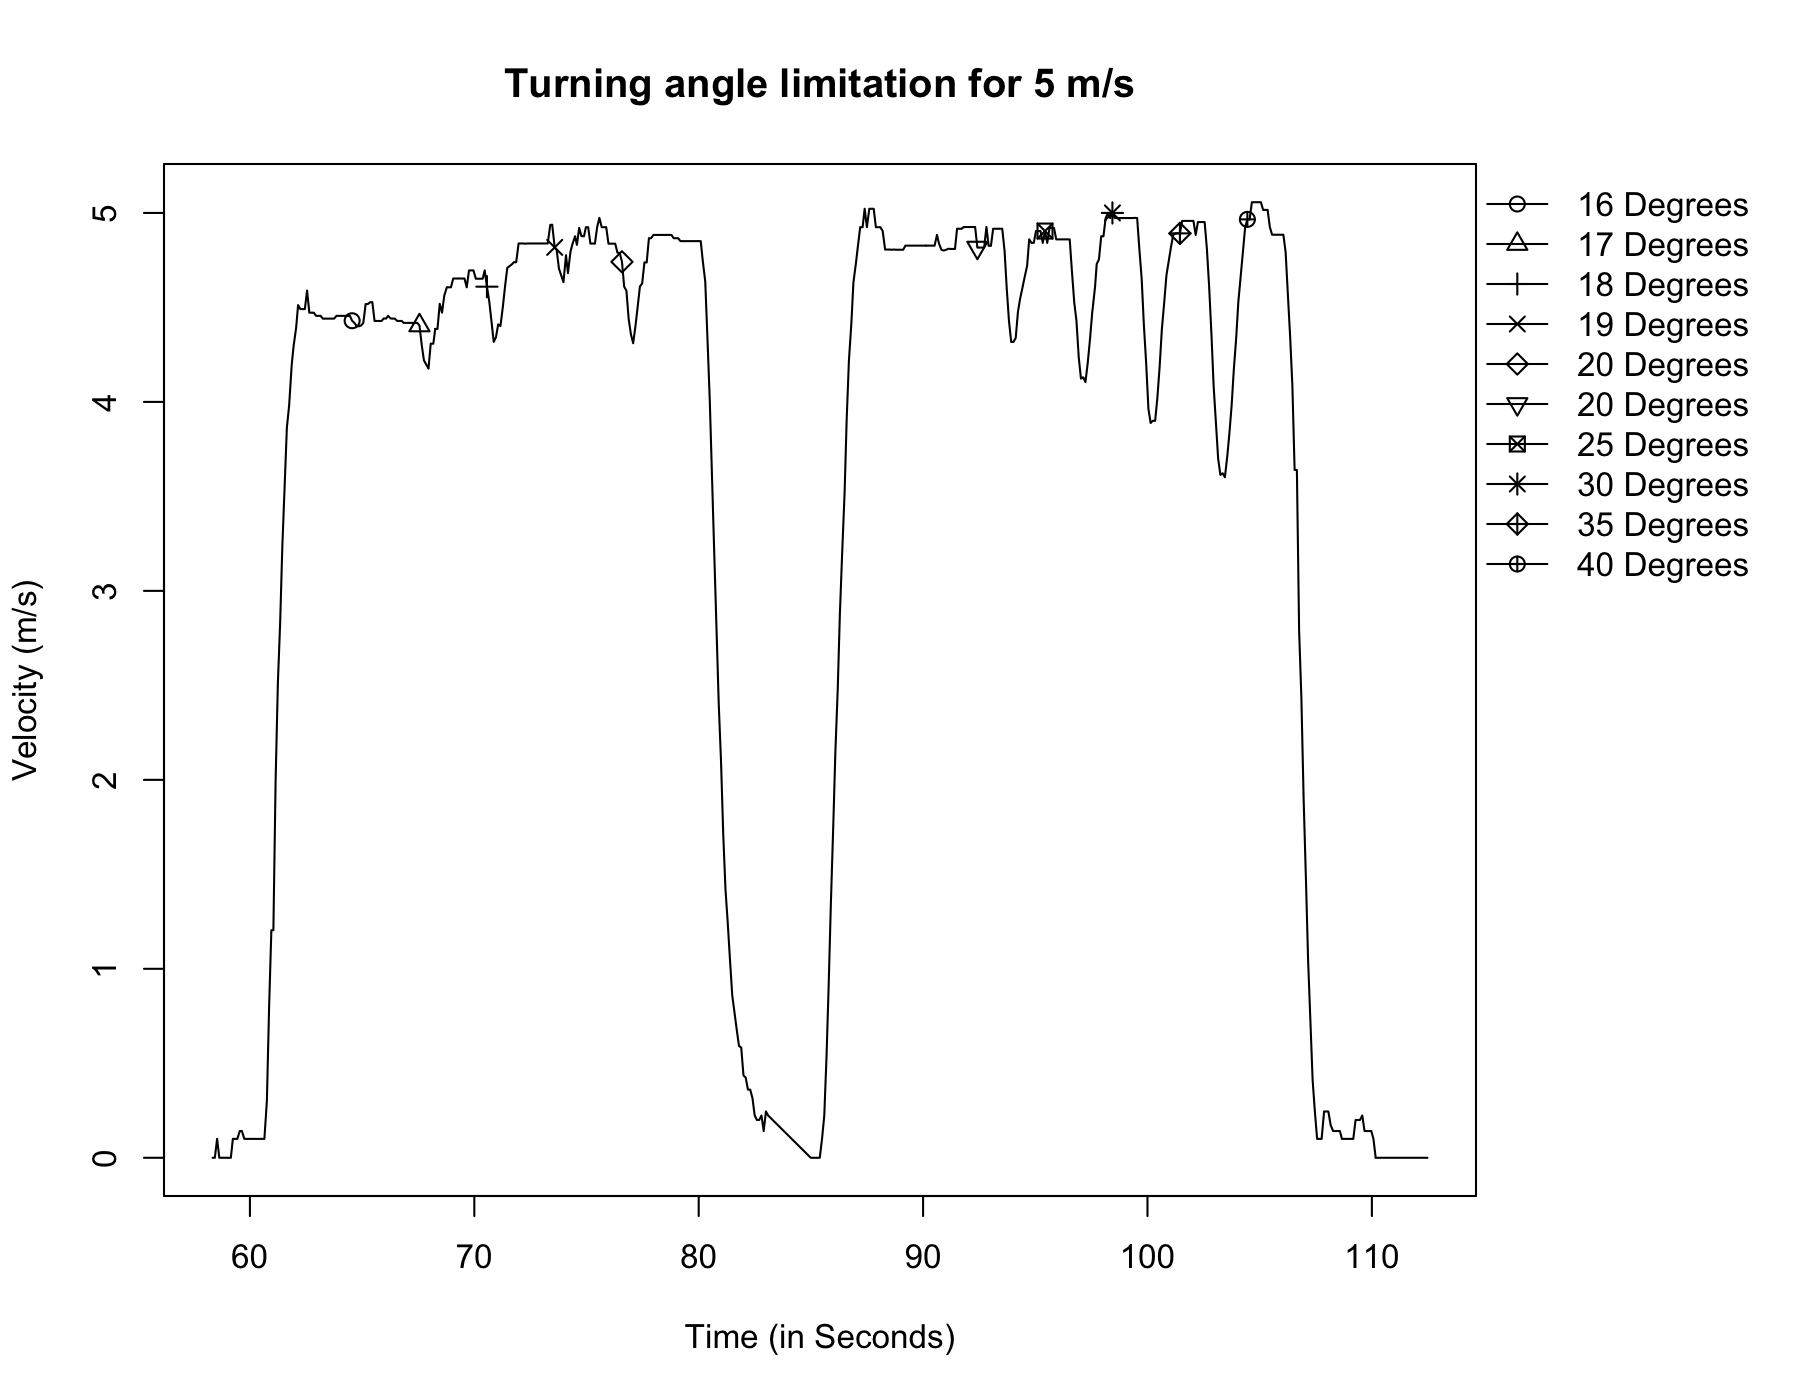 Turning angle limitation for 5 m/s
Velocity (m/s)
5
4
3
2
1
0
60 70 80 90 100 110
Time (in Seconds)
16 Degrees
17 Degrees
18 Degrees
19 Degrees
20 Degrees
20 Degrees
25 Degrees
30 Degrees
35 Degrees
40 Degrees